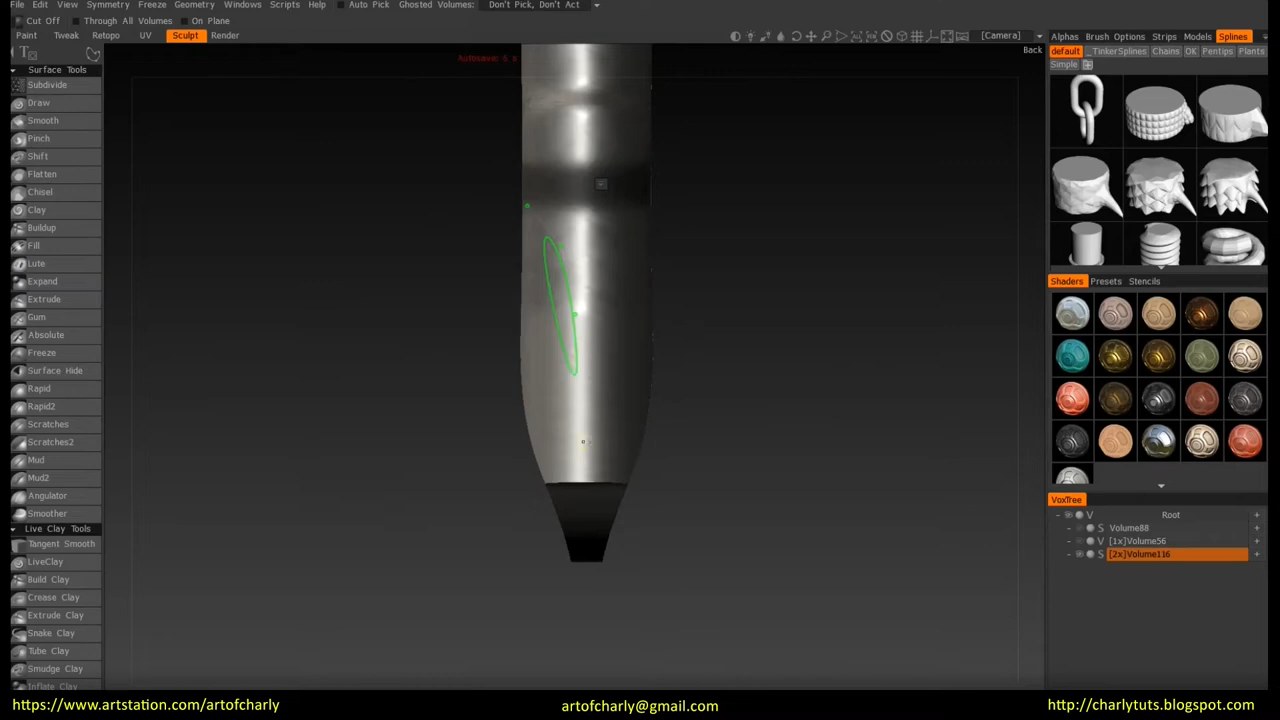 File Edit View Symmetry Freeze Geometry Windows Scripts Help Auto Pick Ghosted Volumes: Don't Pick, Don't Act
Cut Off Through All Volumes On Plane
Paint Tweak Retopo UV Sculpt Render [Camera]
Alphas Brush Options Strips Models Splines
default _TinkerSplines Chains OK Pentips Plants
Simple
Back
Autosave: 6 s
Surface Tools
Subdivide
Draw
Smooth
Pinch
Shift
Flatten
Chisel
Clay
Buildup
Fill
Lute
Expand
Extrude
Gum
Absolute
Freeze
Surface Hide
Rapid
Rapid2
Scratches
Scratches2
Mud
Mud2
Angulator
Smoother
Live Clay Tools
Tangent Smooth
LiveClay
Build Clay
Crease Clay
Extrude Clay
Snake Clay
Tube Clay
Smudge Clay
Inflate Clay
Shaders Presets Stencils
VoxTree
– V Root +
– S Volume88 +
– V [1x]Volume56 +
– S [2x]Volume116 +
https://www.artstation.com/artofcharly
artofcharly@gmail.com
http://charlytuts.blogspot.com